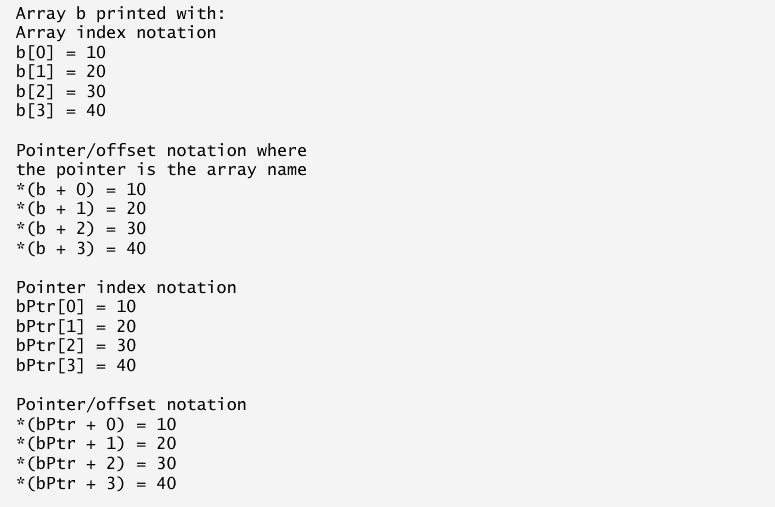 Array b printed with:
Array index notation
b[0] = 10
b[1] = 20
b[2] = 30
b[3] = 40
Pointer/offset notation where
the pointer is the array name
*(b + 0) = 10
*(b + 1) = 20
*(b + 2) = 30
*(b + 3) = 40
Pointer index notation
bPtr[0] = 10
bPtr[1] = 20
bPtr[2] = 30
bPtr[3] = 40
Pointer/offset notation
*(bPtr + 0) = 10
*(bPtr + 1) = 20
*(bPtr + 2) = 30
*(bPtr + 3) = 40